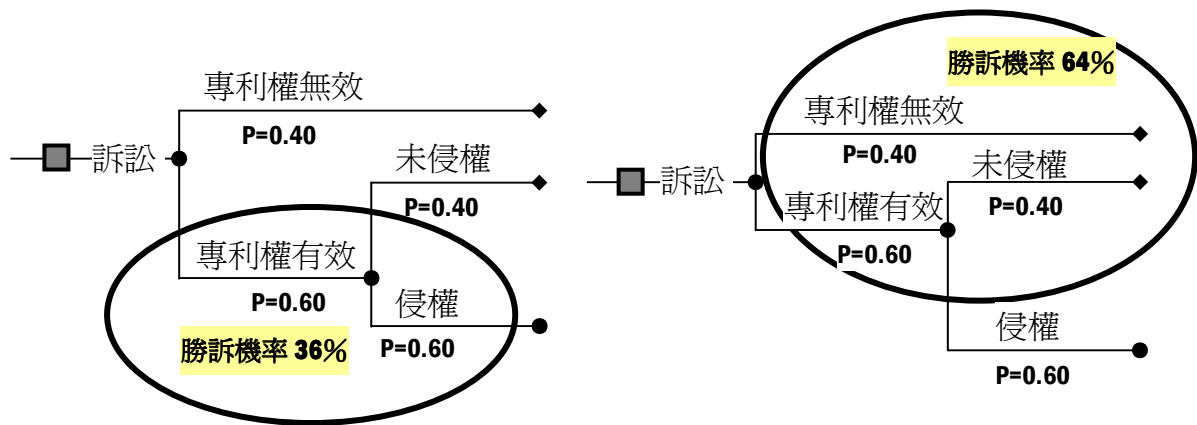 專利權無效
P=0.40
訴訟
未侵權
P=0.40
專利權有效
P=0.60
侵權
勝訴機率 36%
P=0.60
勝訴機率 64%
專利權無效
P=0.40
訴訟
未侵權
專利權有效
P=0.40
P=0.60
侵權
P=0.60